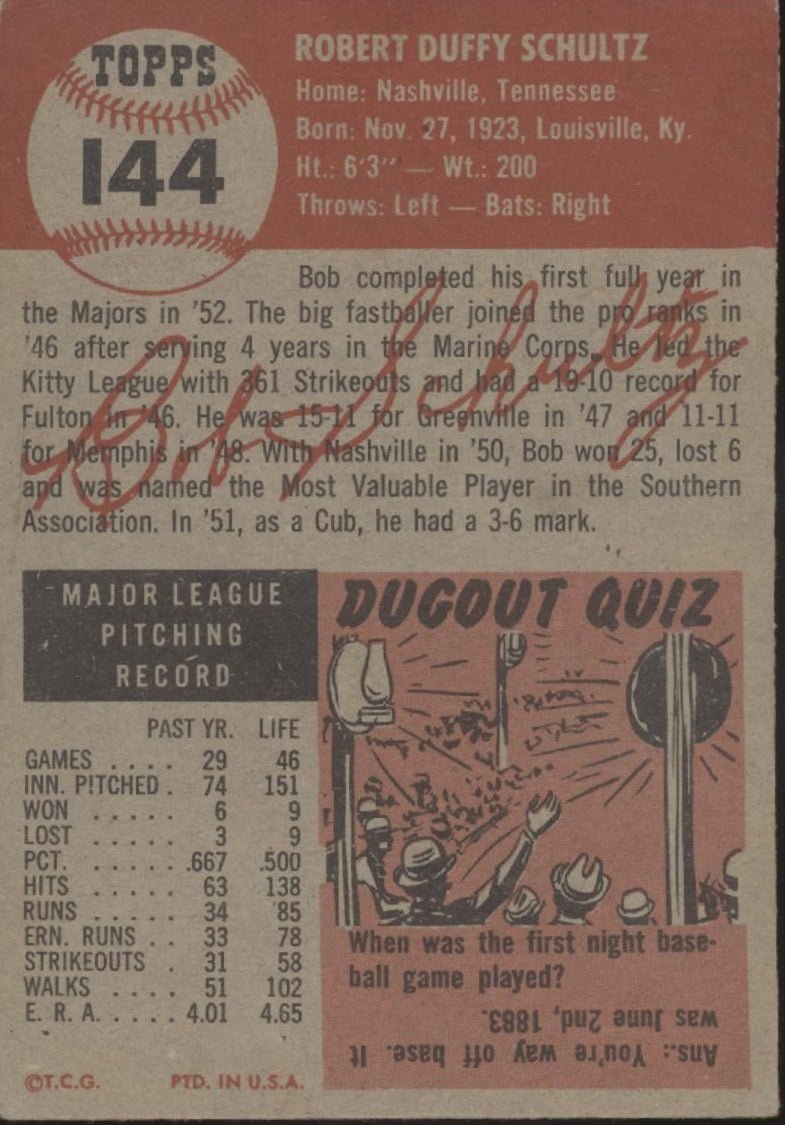 TOPPS
144
ROBERT DUFFY SCHULTZ
Home: Nashville, Tennessee
Born: Nov. 27, 1923, Louisville, Ky.
Ht.: 6'3" — Wt.: 200
Throws: Left — Bats: Right
Bob completed his first full year in
the Majors in '52. The big fastballer joined the pro ranks in
'46 after serving 4 years in the Marine Corps. He led the
Kitty League with 361 Strikeouts and had a 19-10 record for
Fulton in '46. He was 15-11 for Greenville in '47 and 11-11
for Memphis in '48. With Nashville in '50, Bob won 25, lost 6
and was named the Most Valuable Player in the Southern
Association. In '51, as a Cub, he had a 3-6 mark.
Bob Schultz
MAJOR LEAGUE
PITCHING
RECORD
PAST YR. LIFE
GAMES .... 29 46
INN. PITCHED . 74 151
WON ..... 6 9
LOST ..... 3 9
PCT. ..... .667 .500
HITS ..... 63 138
RUNS ..... 34 85
ERN. RUNS .. 33 78
STRIKEOUTS . 31 58
WALKS .... 51 102
E. R. A. ..... 4.01 4.65
©T.C.G. PTD. IN U.S.A.
DUGOUT QUIZ
When was the first night base-
ball game played?
Ans.: You're way off base. It
was June 2nd, 1883.